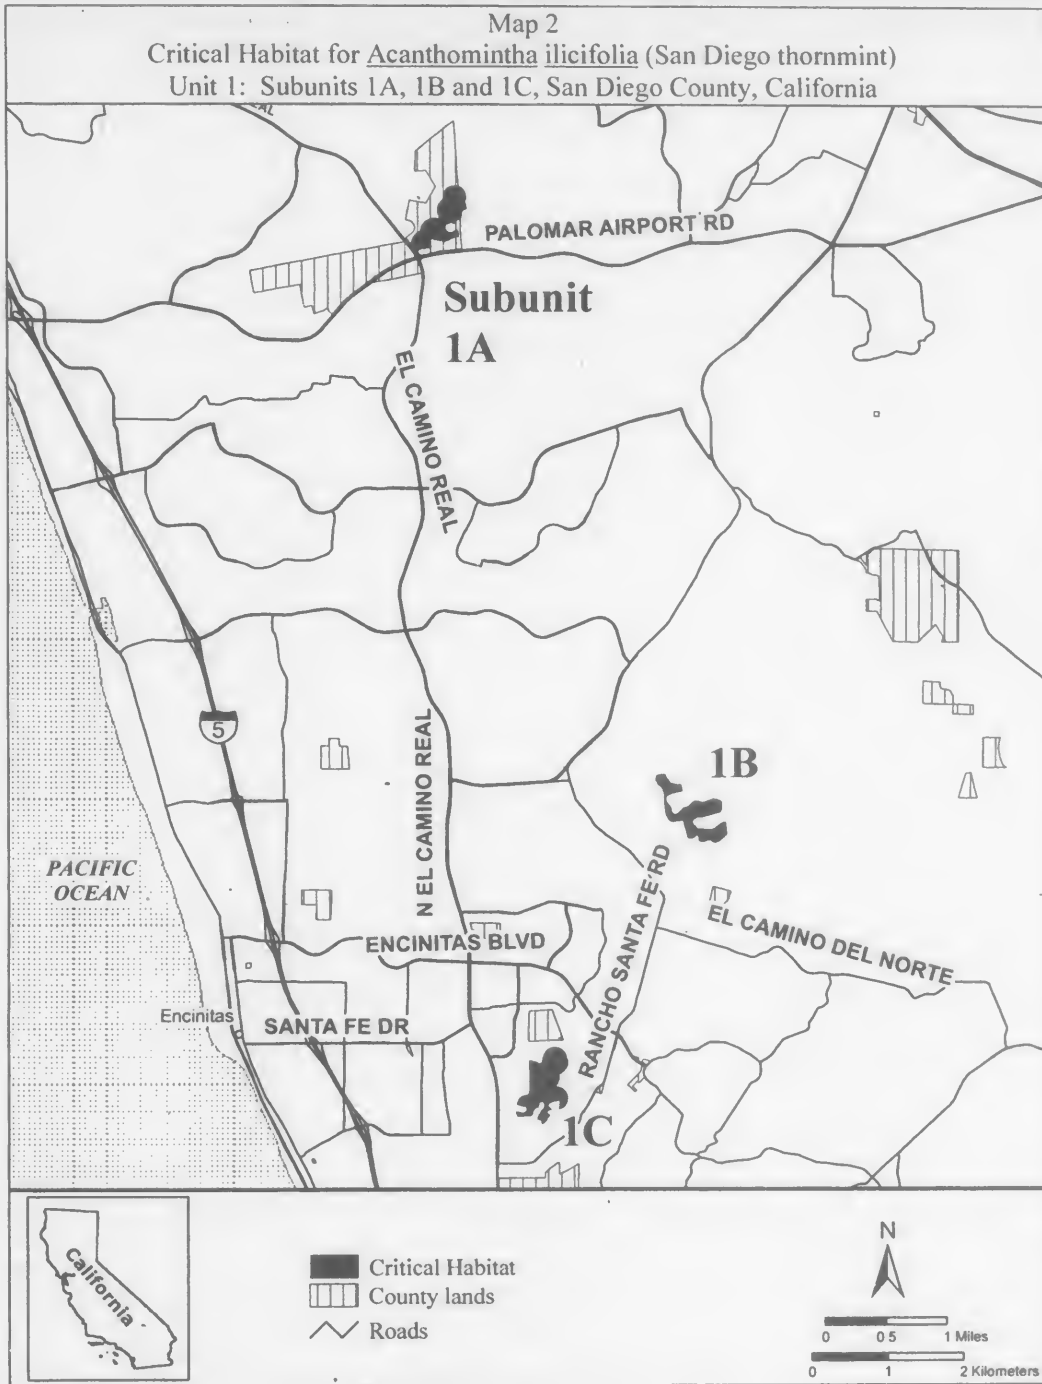 Map 2
Critical Habitat for Acanthomintha ilicifolia (San Diego thornmint)
Unit 1: Subunits 1A, 1B and 1C, San Diego County, California
EAL
PALOMAR AIRPORT RD
Subunit
1A
EL CAMINO REAL
5
N EL CAMINO REAL
1B
PACIFIC
OCEAN
RANCHO SANTA FE RD
EL CAMINO DEL NORTE
ENCINITAS BLVD
Encinitas
SANTA FE DR
1C
California
Critical Habitat
County lands
Roads
N
0 0 5 1 Miles
0 1 2 Kilometers